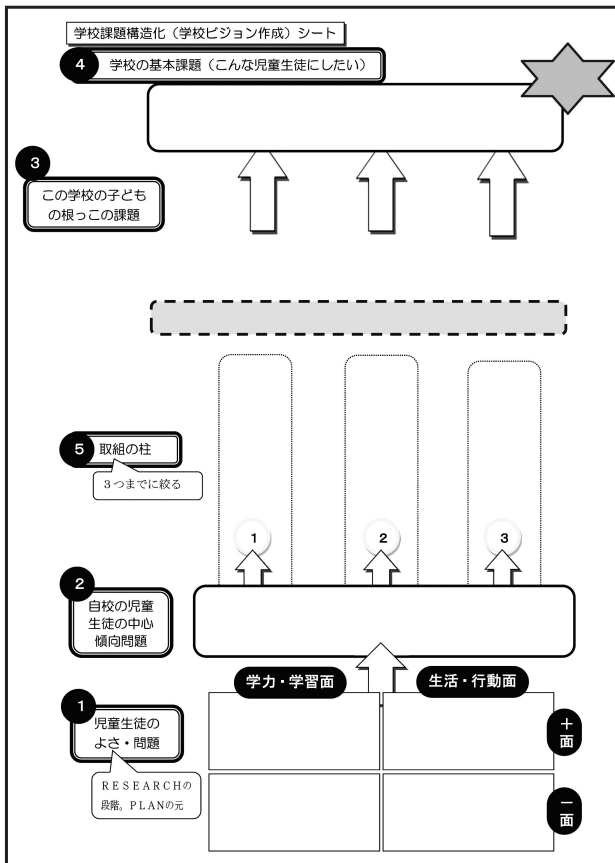 学校課題構造化（学校ビジョン作成）シート
4 学校の基本課題（こんな児童生徒にしたい）
3
この学校の子ども
の根っこの課題
5 取組の柱
3つまでに絞る
1 2 3
2
自校の児童
生徒の中心
傾向問題
学力・学習面 生活・行動面
1
児童生徒の
よさ・問題
＋面
RESEARCHの
段階。PLANの元
－面